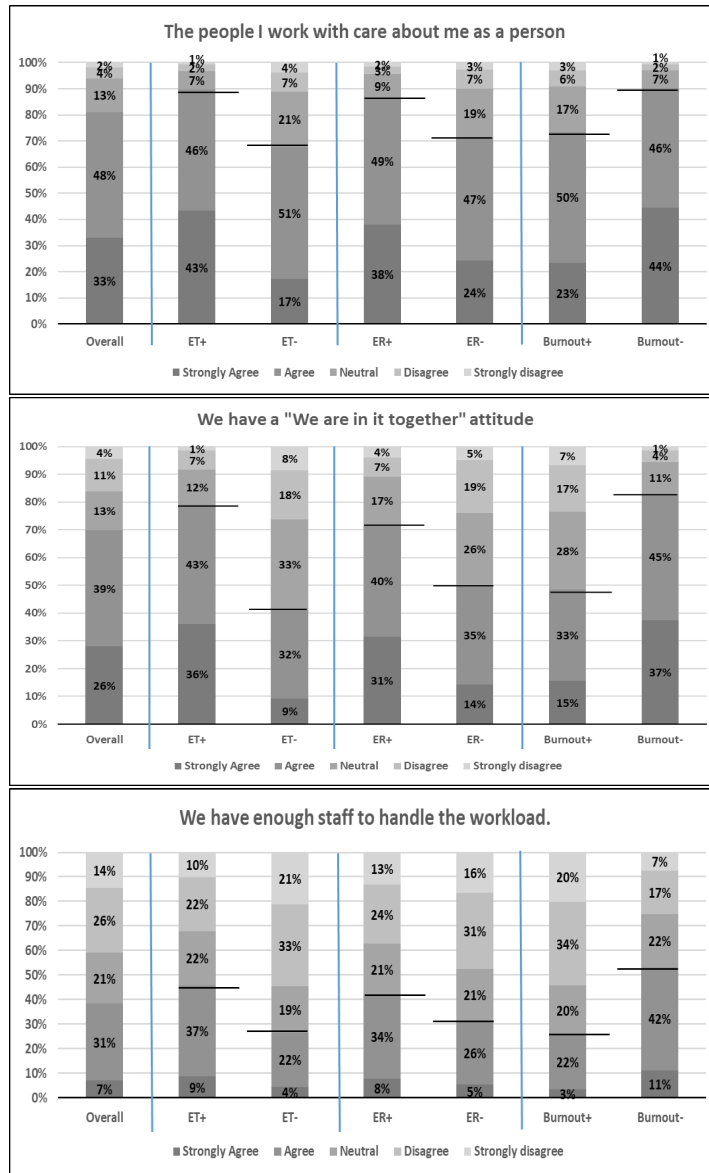 The people I work with care about me as a person
100% 2% 1% 2% 4% 7% 2% 3% 3% 7% 3% 6% 1% 2%
90% 4% 7% 9% 7%
80% 13% 21% 19% 17%
70%
60% 48% 46% 51% 49% 47% 50% 46%
50%
40%
30% 33% 43% 17% 38% 24% 23% 44%
20%
10%
0%
Overall ET+ ET- ER+ ER- Burnout+ Burnout-
Strongly Agree Agree Neutral Disagree Strongly disagree
We have a "We are in it together" attitude
100% 4% 1% 8% 4% 5% 7% 1%
90% 11% 7% 18% 7% 19% 17% 4%
80% 13% 12% 17% 11%
70%
60% 33% 26% 28%
50% 39% 43% 40% 45%
40%
30% 32% 35% 33%
20% 26% 36% 31% 37%
10% 9% 14% 15%
0%
Overall ET+ ET- ER+ ER- Burnout+ Burnout-
Strongly Agree Agree Neutral Disagree Strongly disagree
We have enough staff to handle the workload.
100% 14% 10% 21% 13% 16% 20% 7%
90%
80% 26% 22% 33% 24% 31% 34% 17%
70%
60% 21% 22% 21% 22%
50%
40% 19% 21% 20%
30% 31% 37% 34% 42%
20% 22% 26% 22%
10% 7% 9% 4% 8% 5% 3% 11%
0%
Overall ET+ ET- ER+ ER- Burnout+ Burnout-
Strongly Agree Agree Neutral Disagree Strongly disagree